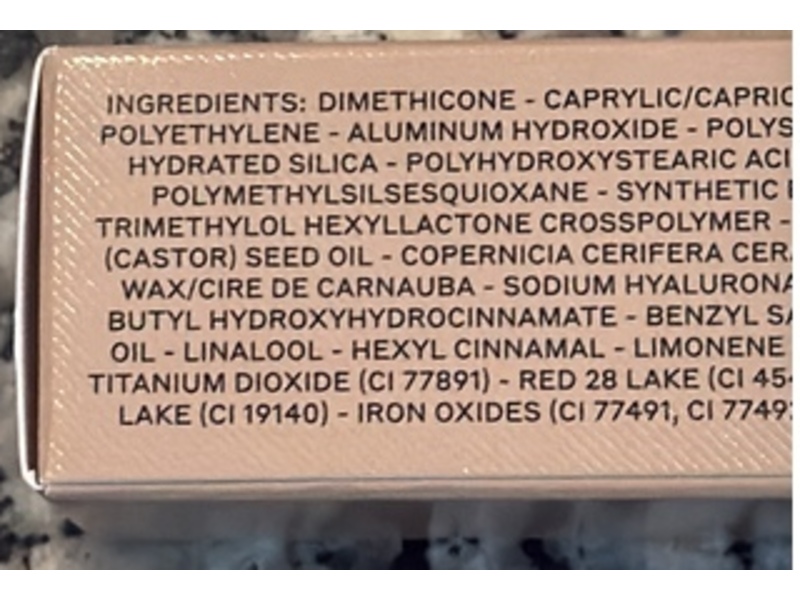 INGREDIENTS: DIMETHICONE - CAPRYLIC/CAPRIC
POLYETHYLENE - ALUMINUM HYDROXIDE - POLYS
HYDRATED SILICA - POLYHYDROXYSTEARIC ACI
POLYMETHYLSILSESQUIOXANE - SYNTHETIC
TRIMETHYLOL HEXYLLACTONE CROSSPOLYMER -
(CASTOR) SEED OIL - COPERNICIA CERIFERA CER
WAX/CIRE DE CARNAUBA - SODIUM HYALURONA
BUTYL HYDROXYHYDROCINNAMATE - BENZYL SA
OIL - LINALOOL - HEXYL CINNAMAL - LIMONENE
TITANIUM DIOXIDE (CI 77891) - RED 28 LAKE (CI 45
LAKE (CI 19140) - IRON OXIDES (CI 77491, CI 7749